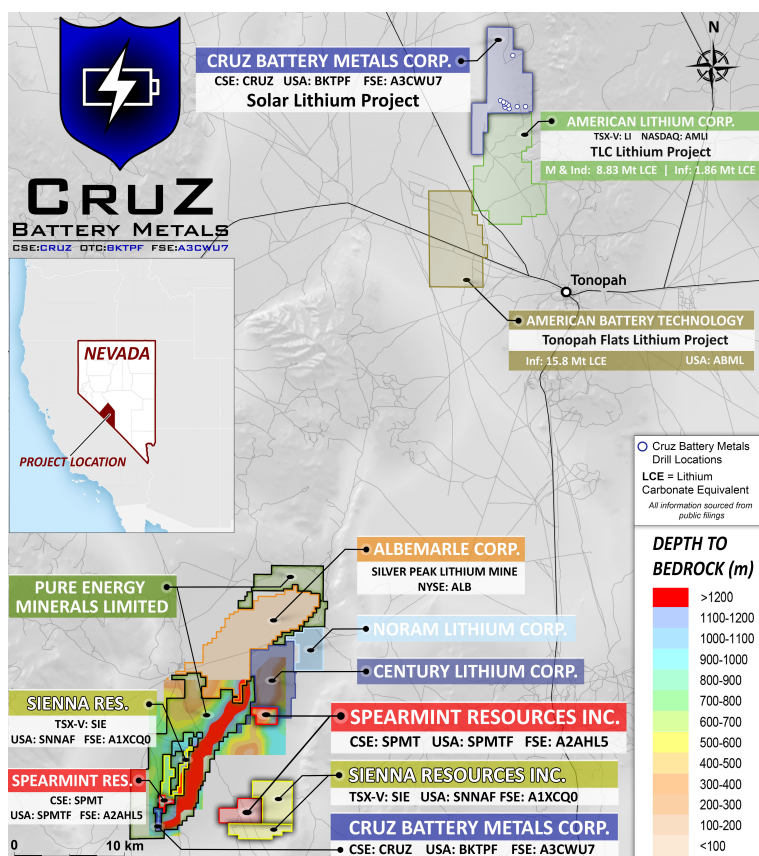 CRUZ BATTERY METALS CORP.
CSE: CRUZ USA: BKTPF FSE: A3CWU7
Solar Lithium Project
N
AMERICAN LITHIUM CORP.
TSX-V: LI NASDAQ: AMLI
TLC Lithium Project
M & Ind: 8.83 Mt LCE | Inf: 1.86 Mt LCE
CRUZ
BATTERY METALS
CSE:CRUZ OTC:BKTPF FSE:A3CWU7
Tonopah
AMERICAN BATTERY TECHNOLOGY
Tonopah Flats Lithium Project
Inf: 15.8 Mt LCE USA: ABML
NEVADA
PROJECT LOCATION
Cruz Battery Metals
Drill Locations
LCE = Lithium
Carbonate Equivalent
All information sourced from
public filings
DEPTH TO
BEDROCK (m)
>1200
1100-1200
1000-1100
900-1000
800-900
700-800
600-700
500-600
400-500
300-400
200-300
100-200
<100
ALBEMARLE CORP.
SILVER PEAK LITHIUM MINE
NYSE: ALB
PURE ENERGY
MINERALS LIMITED
NORAM LITHIUM CORP.
CENTURY LITHIUM CORP.
SIENNA RES.
TSX-V: SIE
USA: SNNAF FSE: A1XCQ0
SPEARMINT RESOURCES INC.
CSE: SPMT USA: SPMTF FSE: A2AHL5
SPEARMINT RES.
CSE: SPMT
USA: SPMTF FSE: A2AHL5
SIENNA RESOURCES INC.
TSX-V: SIE USA: SNNAF FSE: A1XCQ0
CRUZ BATTERY METALS CORP.
CSE: CRUZ USA: BKTPF FSE: A3CWU7
0 10 km